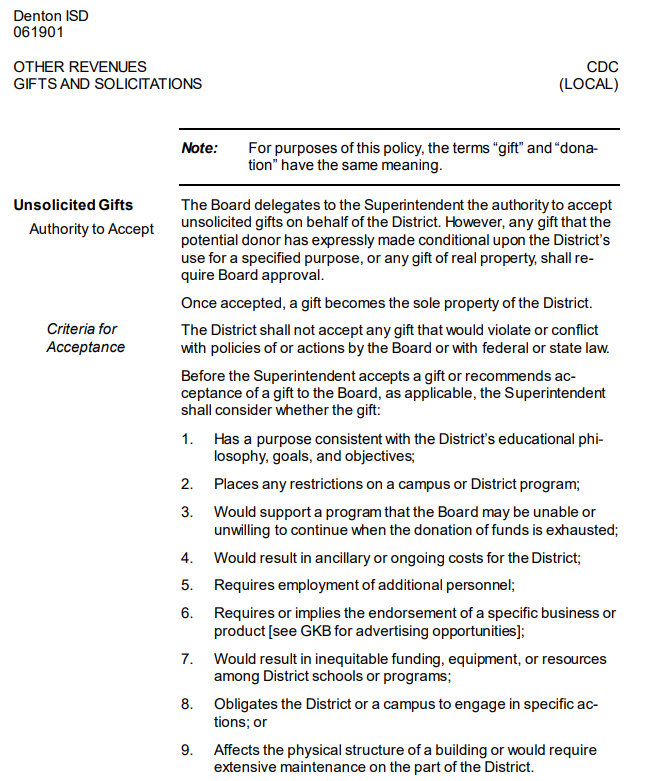 Denton ISD
061901
OTHER REVENUES CDC
GIFTS AND SOLICITATIONS (LOCAL)
Note: For purposes of this policy, the terms “gift” and “dona-
tion” have the same meaning.
Unsolicited Gifts
Authority to Accept
The Board delegates to the Superintendent the authority to accept
unsolicited gifts on behalf of the District. However, any gift that the
potential donor has expressly made conditional upon the District’s
use for a specified purpose, or any gift of real property, shall re-
quire Board approval.
Once accepted, a gift becomes the sole property of the District.
Criteria for
Acceptance
The District shall not accept any gift that would violate or conflict
with policies of or actions by the Board or with federal or state law.
Before the Superintendent accepts a gift or recommends ac-
ceptance of a gift to the Board, as applicable, the Superintendent
shall consider whether the gift:
1. Has a purpose consistent with the District’s educational phi-
losophy, goals, and objectives;
2. Places any restrictions on a campus or District program;
3. Would support a program that the Board may be unable or
unwilling to continue when the donation of funds is exhausted;
4. Would result in ancillary or ongoing costs for the District;
5. Requires employment of additional personnel;
6. Requires or implies the endorsement of a specific business or
product [see GKB for advertising opportunities];
7. Would result in inequitable funding, equipment, or resources
among District schools or programs;
8. Obligates the District or a campus to engage in specific ac-
tions; or
9. Affects the physical structure of a building or would require
extensive maintenance on the part of the District.